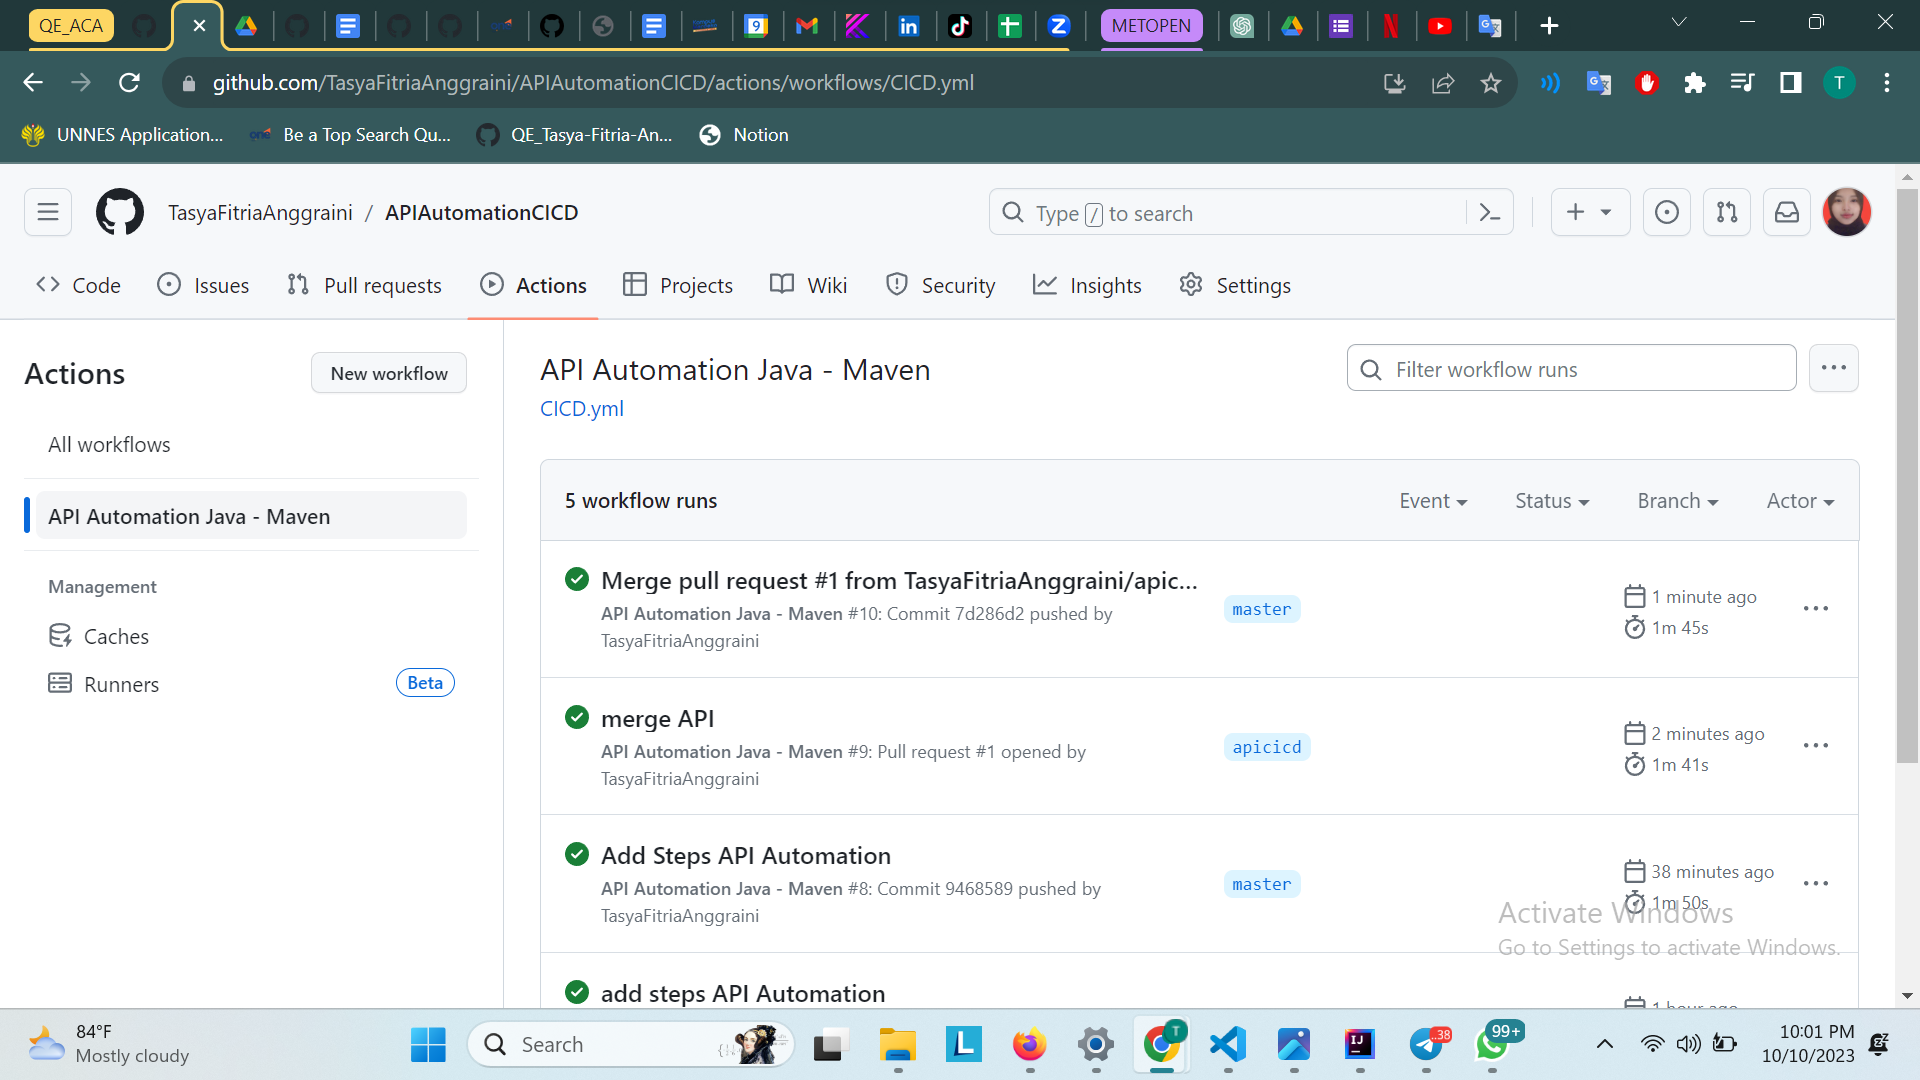 QE_ACA
METOPEN
github.com/TasyaFitriaAnggraini/APIAutomationCICD/actions/workflows/CICD.yml
UNNES Application... Be a Top Search Qu... QE_Tasya-Fitria-An... Notion
TasyaFitriaAnggraini / APIAutomationCICD
Type / to search
Code Issues Pull requests Actions Projects Wiki Security Insights Settings
Actions
New workflow
All workflows
API Automation Java - Maven
Management
Caches
Runners
Beta
API Automation Java - Maven
CICD.yml
Filter workflow runs
5 workflow runs
Event Status Branch Actor
Merge pull request #1 from TasyaFitriaAnggraini/apic...
API Automation Java - Maven #10: Commit 7d286d2 pushed by
TasyaFitriaAnggraini
master
1 minute ago
1m 45s
merge API
API Automation Java - Maven #9: Pull request #1 opened by
TasyaFitriaAnggraini
apicicd
2 minutes ago
1m 41s
Add Steps API Automation
API Automation Java - Maven #8: Commit 9468589 pushed by
TasyaFitriaAnggraini
master
38 minutes ago
1m 50s
Activate Windows
Go to Settings to activate Windows.
add steps API Automation
1 hour ago
84°F
Mostly cloudy
Search
T
38
99+
10:01 PM
10/10/2023